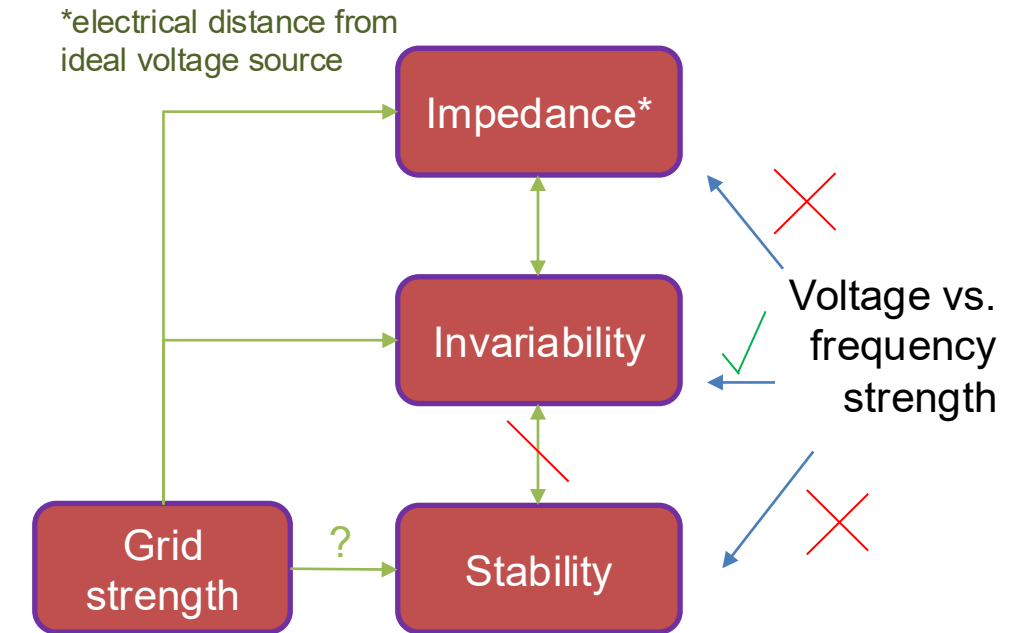 *electrical distance from
ideal voltage source
Impedance*
Invariability
Voltage vs.
frequency
strength
Grid
strength
?
Stability